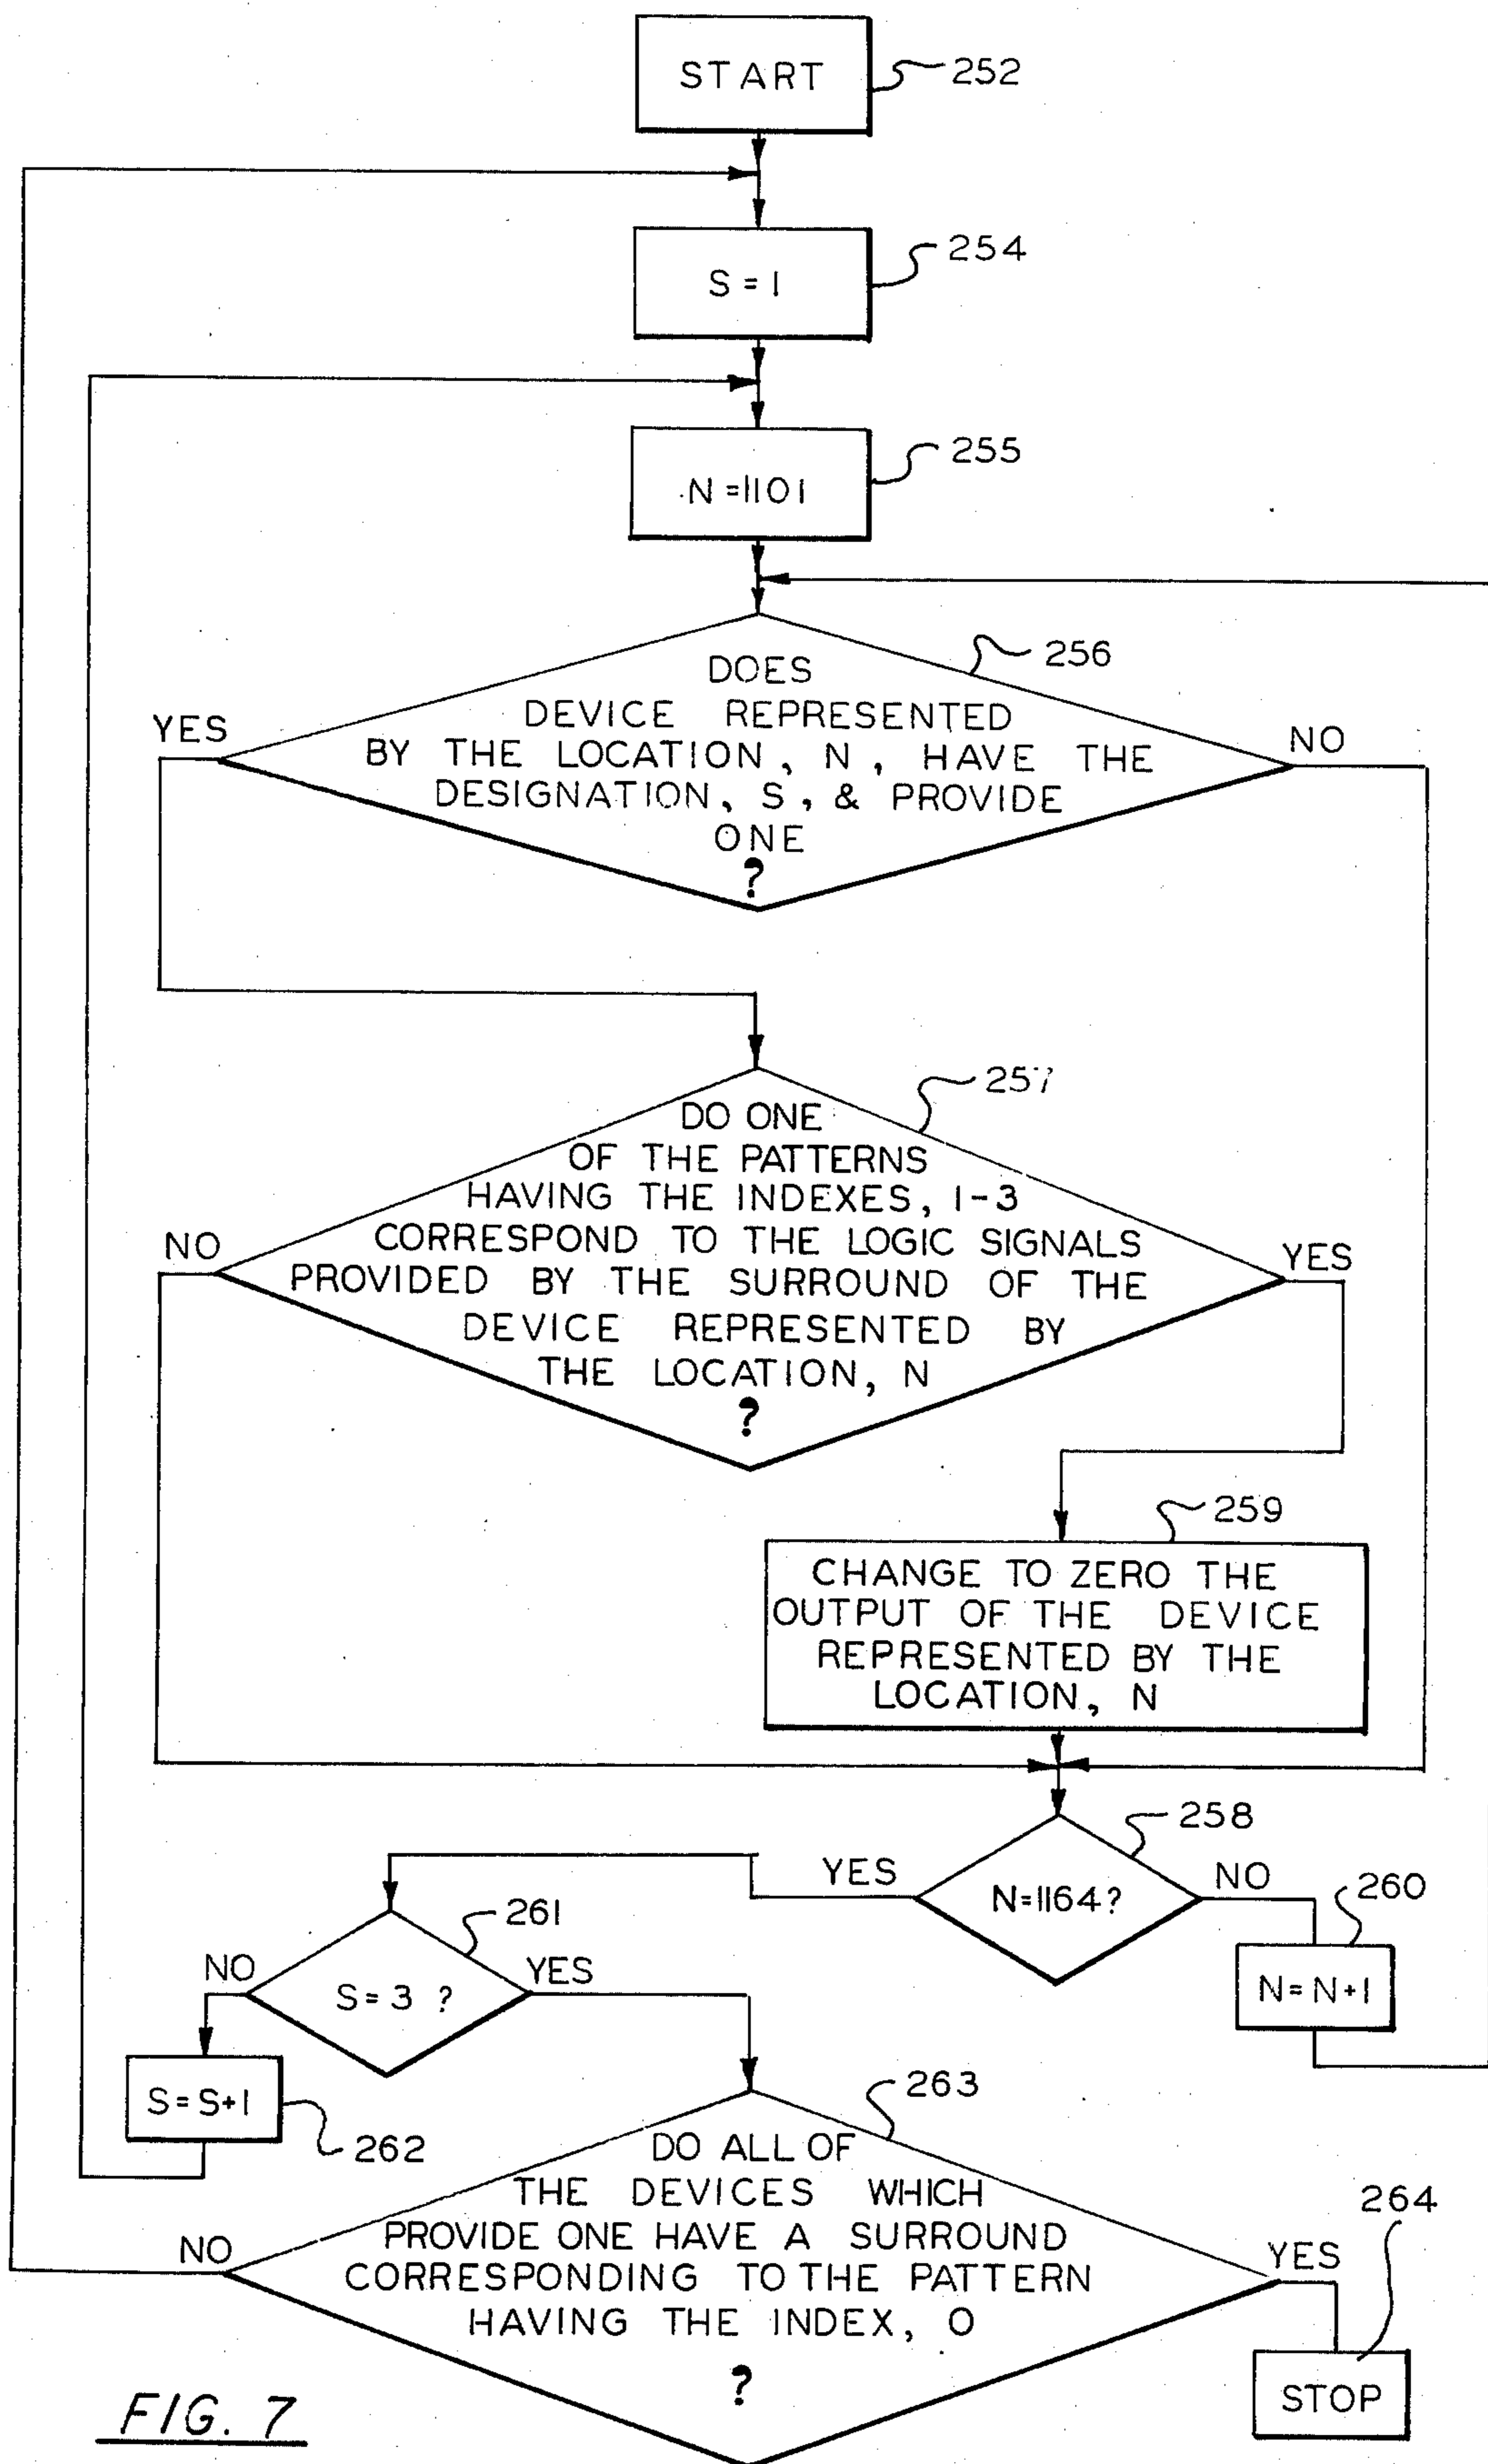 START
252
S = 1
254
N = 1101
255
256
DOES
DEVICE REPRESENTED
BY THE LOCATION, N, HAVE THE
DESIGNATION, S, & PROVIDE
ONE
?
YES
NO
257
DO ONE
OF THE PATTERNS
HAVING THE INDEXES, 1-3
CORRESPOND TO THE LOGIC SIGNALS
PROVIDED BY THE SURROUND OF THE
DEVICE REPRESENTED BY
THE LOCATION, N
?
NO
YES
259
CHANGE TO ZERO THE
OUTPUT OF THE DEVICE
REPRESENTED BY THE
LOCATION, N
258
N=1164?
YES
NO
260
N=N+1
261
S=3 ?
NO
YES
S=S+1
262
263
DO ALL OF
THE DEVICES WHICH
PROVIDE ONE HAVE A SURROUND
CORRESPONDING TO THE PATTERN
HAVING THE INDEX, O
?
NO
YES
264
STOP
FIG. 7